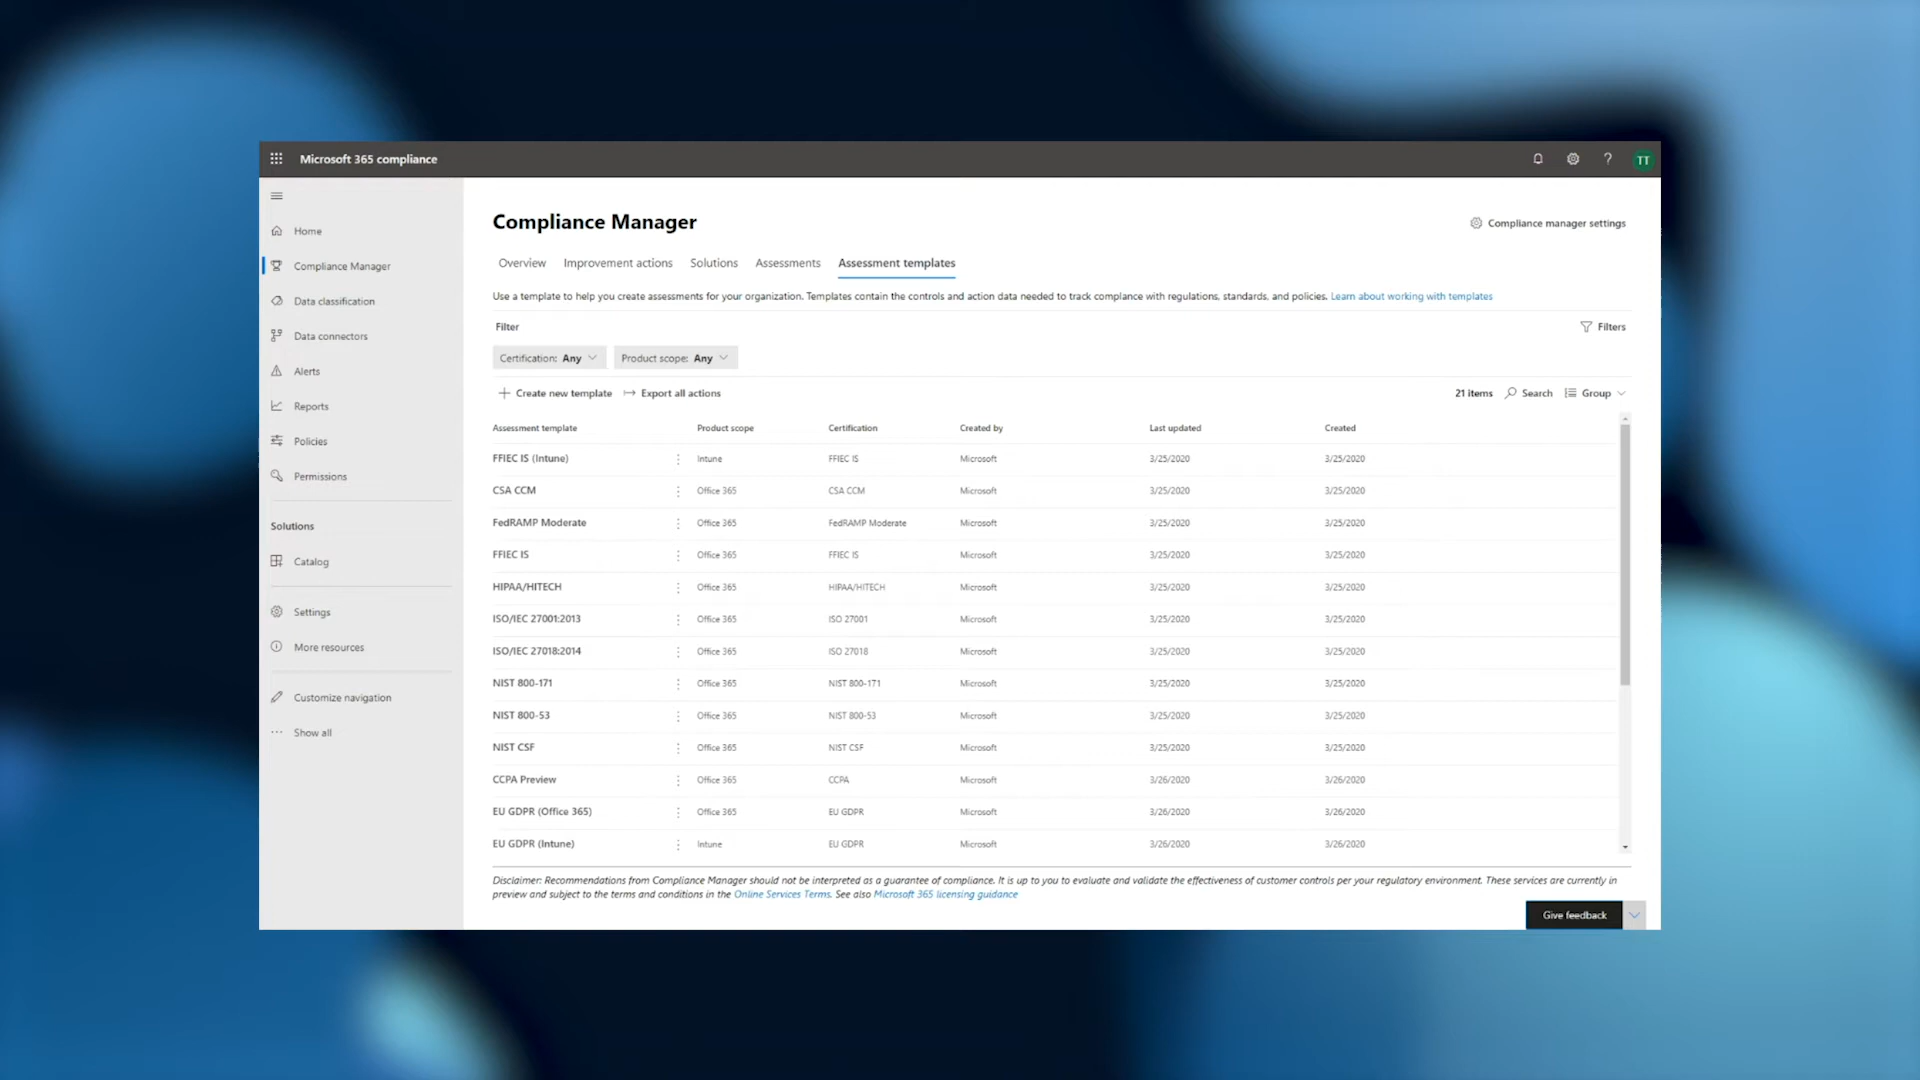 Microsoft 365 compliance
?
TT
Home
Compliance Manager
Data classification
Data connectors
Alerts
Reports
Policies
Permissions
Solutions
Catalog
Settings
More resources
Customize navigation
Show all
Compliance Manager
Compliance manager settings
Overview Improvement actions Solutions Assessments Assessment templates
Use a template to help you create assessments for your organization. Templates contain the controls and action data needed to track compliance with regulations, standards, and policies. Learn about working with templates
Filter
Filters
Certification: Any Product scope: Any
Create new template Export all actions 21 items Search Group
Assessment template Product scope Certification Created by Last updated Created
FFIEC IS (Intune) Intune FFIEC IS Microsoft 3/25/2020 3/25/2020
CSA CCM Office 365 CSA CCM Microsoft 3/25/2020 3/25/2020
FedRAMP Moderate Office 365 FedRAMP Moderate Microsoft 3/25/2020 3/25/2020
FFIEC IS Office 365 FFIEC IS Microsoft 3/25/2020 3/25/2020
HIPAA/HITECH Office 365 HIPAA/HITECH Microsoft 3/25/2020 3/25/2020
ISO/IEC 27001:2013 Office 365 ISO 27001 Microsoft 3/25/2020 3/25/2020
ISO/IEC 27018:2014 Office 365 ISO 27018 Microsoft 3/25/2020 3/25/2020
NIST 800-171 Office 365 NIST 800-171 Microsoft 3/25/2020 3/25/2020
NIST 800-53 Office 365 NIST 800-53 Microsoft 3/25/2020 3/25/2020
NIST CSF Office 365 NIST CSF Microsoft 3/25/2020 3/25/2020
CCPA Preview Office 365 CCPA Microsoft 3/26/2020 3/26/2020
EU GDPR (Office 365) Office 365 EU GDPR Microsoft 3/26/2020 3/26/2020
EU GDPR (Intune) Intune EU GDPR Microsoft 3/26/2020 3/26/2020
Disclaimer: Recommendations from Compliance Manager should not be interpreted as a guarantee of compliance. It is up to you to evaluate and validate the effectiveness of customer controls per your regulatory environment. These services are currently in
preview and subject to the terms and conditions in the Online Services Terms. See also Microsoft 365 licensing guidance
Give feedback